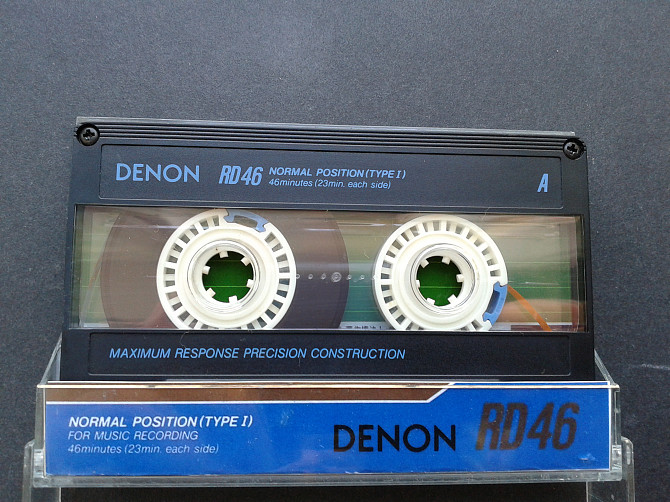 DENON RD46 NORMAL POSITION (TYPE I)
46minutes (23min. each side)
A
MAXIMUM RESPONSE PRECISION CONSTRUCTION
NORMAL POSITION (TYPE I)
FOR MUSIC RECORDING
46minutes (23min. each side)
DENON RD46